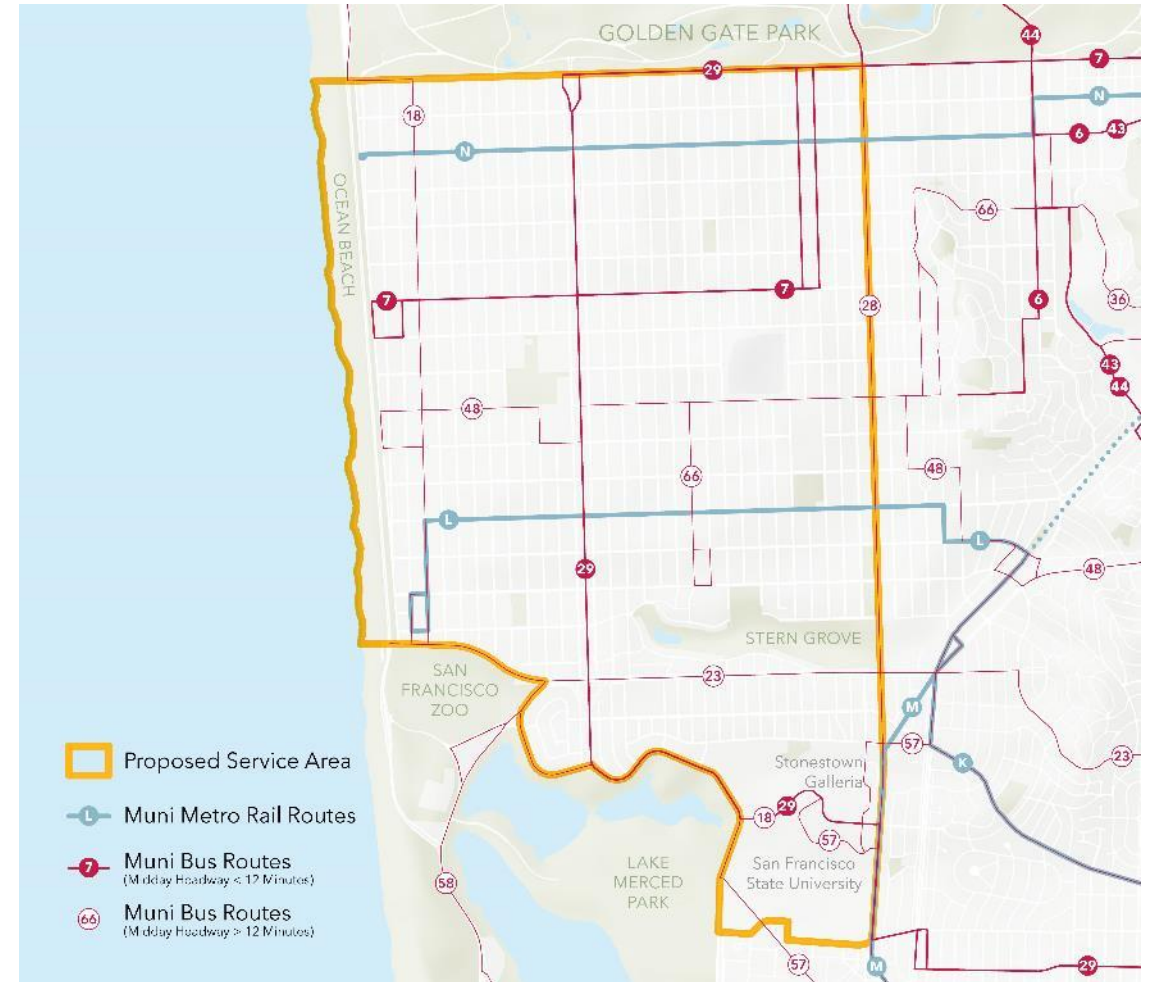 GOLDEN GATE PARK
44
7
29
18
N
6
43
N
OCEAN BEACH
66
7
7
28
6
36
43
44
48
66
48
L
L
29
48
STERN GROVE
SAN
FRANCISCO
ZOO
23
M
57
23
K
Stonestown
Galleria
18
29
57
San Francisco
State University
LAKE
MERCED
PARK
58
57
M
29
Proposed Service Area
L
Muni Metro Rail Routes
7
Muni Bus Routes
(Midday Headway < 12 Minutes)
66
Muni Bus Routes
(Midday Headway > 12 Minutes)